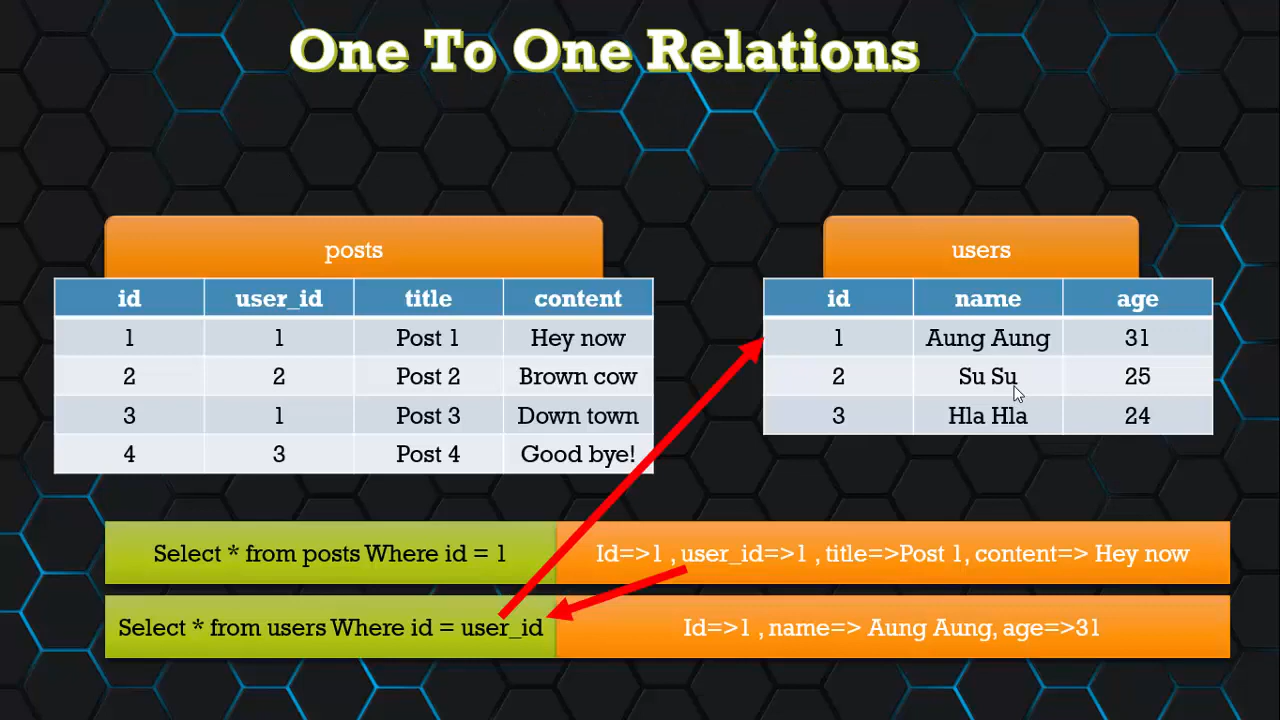 One To One Relations
posts
id user_id title content
1 1 Post 1 Hey now
2 2 Post 2 Brown cow
3 1 Post 3 Down town
4 3 Post 4 Good bye!
users
id name age
1 Aung Aung 31
2 Su Su 25
3 Hla Hla 24
Select * from posts Where id = 1
Id=>1 , user_id=>1 , title=>Post 1, content=> Hey now
Select * from users Where id = user_id
Id=>1 , name=> Aung Aung, age=>31